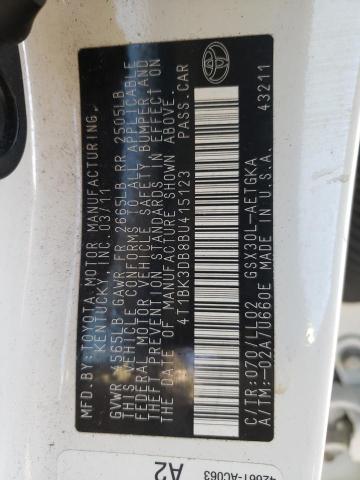 MFD.BY:TOYOTA MOTOR MANUFACTURING,
KENTUCKY, INC. 03/11
GVWR 4565LB GAWR FR 2665LB RR 2505LB
THIS VEHICLE CONFORMS TO ALL APPLICABLE
FEDERAL MOTOR VEHICLE SAFETY, BUMPER AND
THEFT PREVENTION STANDARDS IN EFFECT ON
THE DATE OF MANUFACTURE SHOWN ABOVE.
4T1BK3DB8BU415123 PASS.CAR
C/TR:070/LL02 GSX30L-AETGKA
A/TM:-02A/U660E MADE IN U.S.A. 43211
42661-AC063
A2